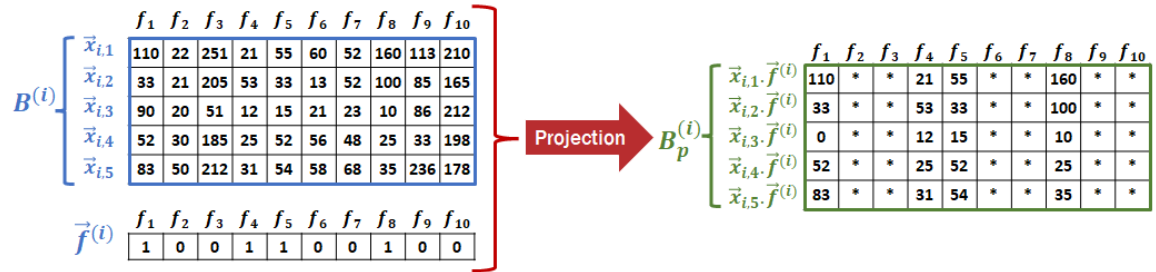 f₁ f₂ f₃ f₄ f₅ f₆ f₇ f₈ f₉ f₁₀
x⃗ᵢ,₁ 110 22 251 21 55 60 52 160 113 210
x⃗ᵢ,₂ 33 21 205 53 33 13 52 100 85 165
B⁽ⁱ⁾ x⃗ᵢ,₃ 90 20 51 12 15 21 23 10 86 212
x⃗ᵢ,₄ 52 30 185 25 52 56 48 25 33 198
x⃗ᵢ,₅ 83 50 212 31 54 58 68 35 236 178
f₁ f₂ f₃ f₄ f₅ f₆ f₇ f₈ f₉ f₁₀
f⃗⁽ⁱ⁾ 1 0 0 1 1 0 0 1 0 0
Projection
f₁ f₂ f₃ f₄ f₅ f₆ f₇ f₈ f₉ f₁₀
x⃗ᵢ,₁.f⃗⁽ⁱ⁾ 110 * * 21 55 * * 160 * *
x⃗ᵢ,₂.f⃗⁽ⁱ⁾ 33 * * 53 33 * * 100 * *
Bₚ⁽ⁱ⁾ x⃗ᵢ,₃.f⃗⁽ⁱ⁾ 0 * * 12 15 * * 10 * *
x⃗ᵢ,₄.f⃗⁽ⁱ⁾ 52 * * 25 52 * * 25 * *
x⃗ᵢ,₅.f⃗⁽ⁱ⁾ 83 * * 31 54 * * 35 * *